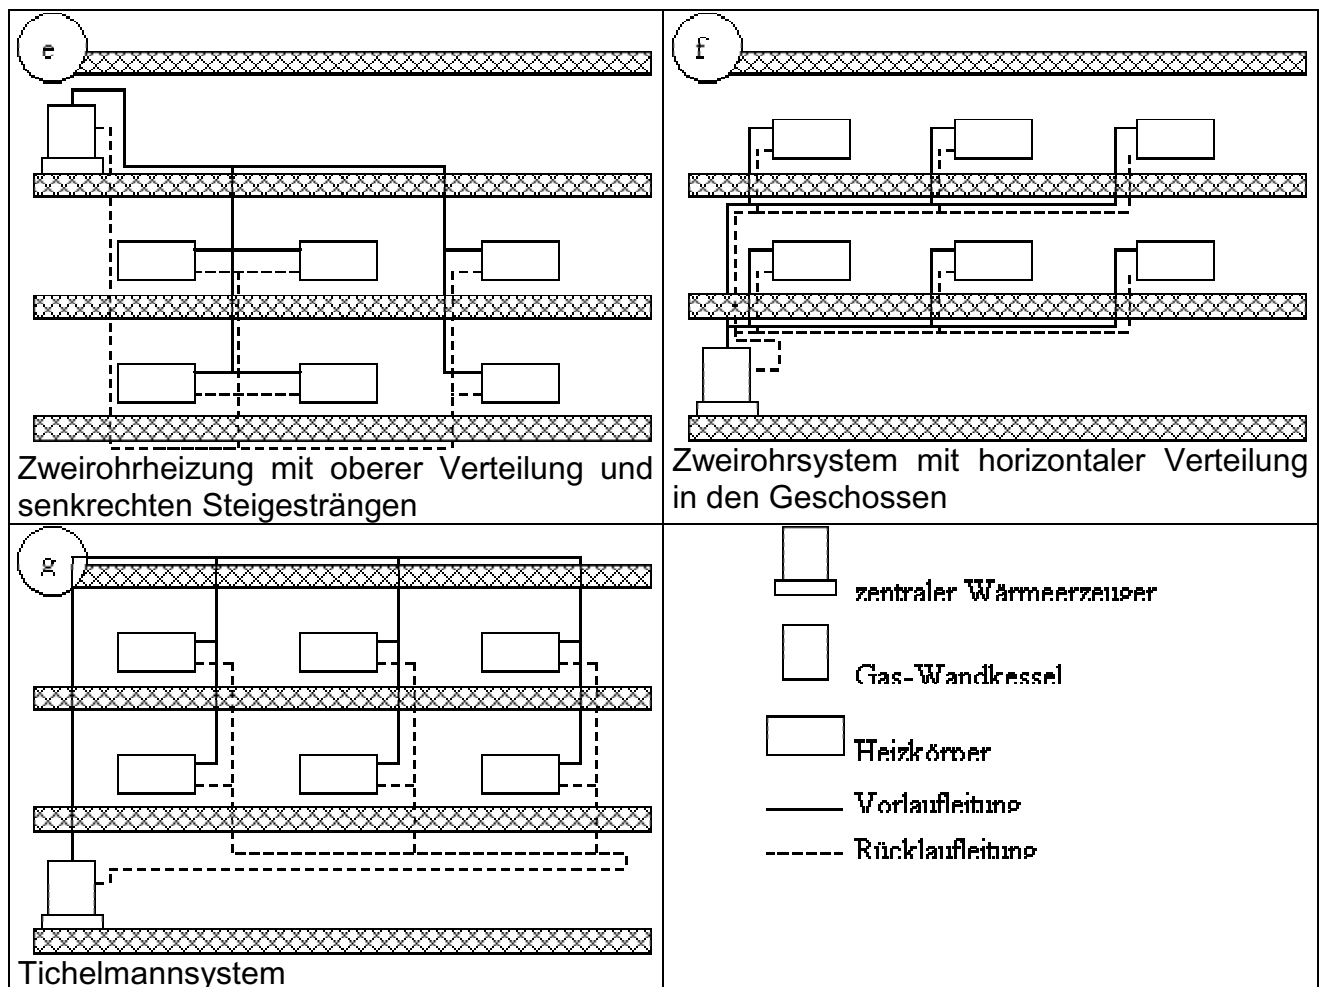 e
f
Zweirohrheizung mit oberer Verteilung und
senkrechten Steigesträngen
Zweirohrsystem mit horizontaler Verteilung
in den Geschossen
g
Tichelmannsystem
zentraler Wärmeerzeuger
Gas-Wandkessel
Heizkörper
Vorlaufleitung
Rücklaufleitung